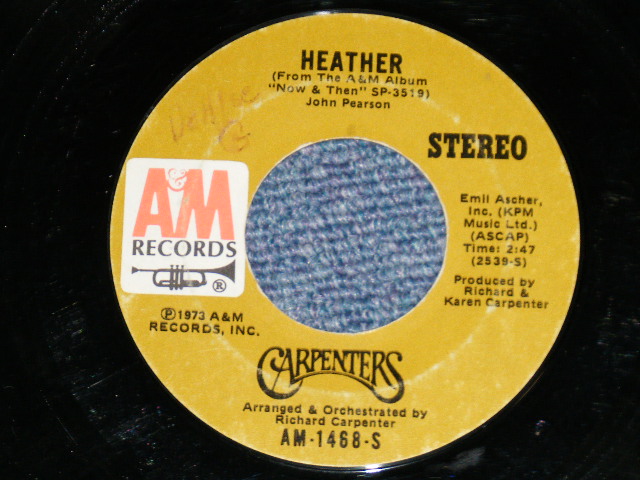 HEATHER
(From The A&M Album
"Now & Then" SP-3519)
John Pearson
STEREO
A&M
RECORDS
®
Emil Ascher,
Inc. (KPM
Music Ltd.)
(ASCAP)
Time: 2:47
(2539-S)
Produced by
Richard &
Karen Carpenter
℗1973 A&M
RECORDS, INC.
CARPENTERS
Arranged & Orchestrated by
Richard Carpenter
AM-1468-S